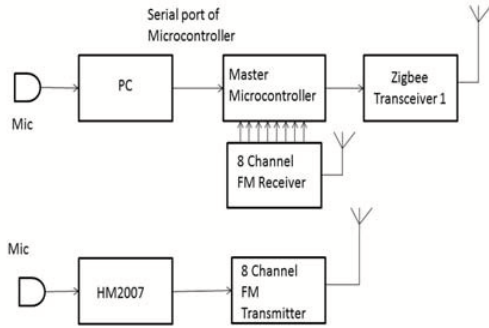 Serial port of
Microcontroller
Mic
PC
Master
Microcontroller
Zigbee
Transceiver 1
8 Channel
FM Receiver
Mic
HM2007
8 Channel
FM
Transmitter